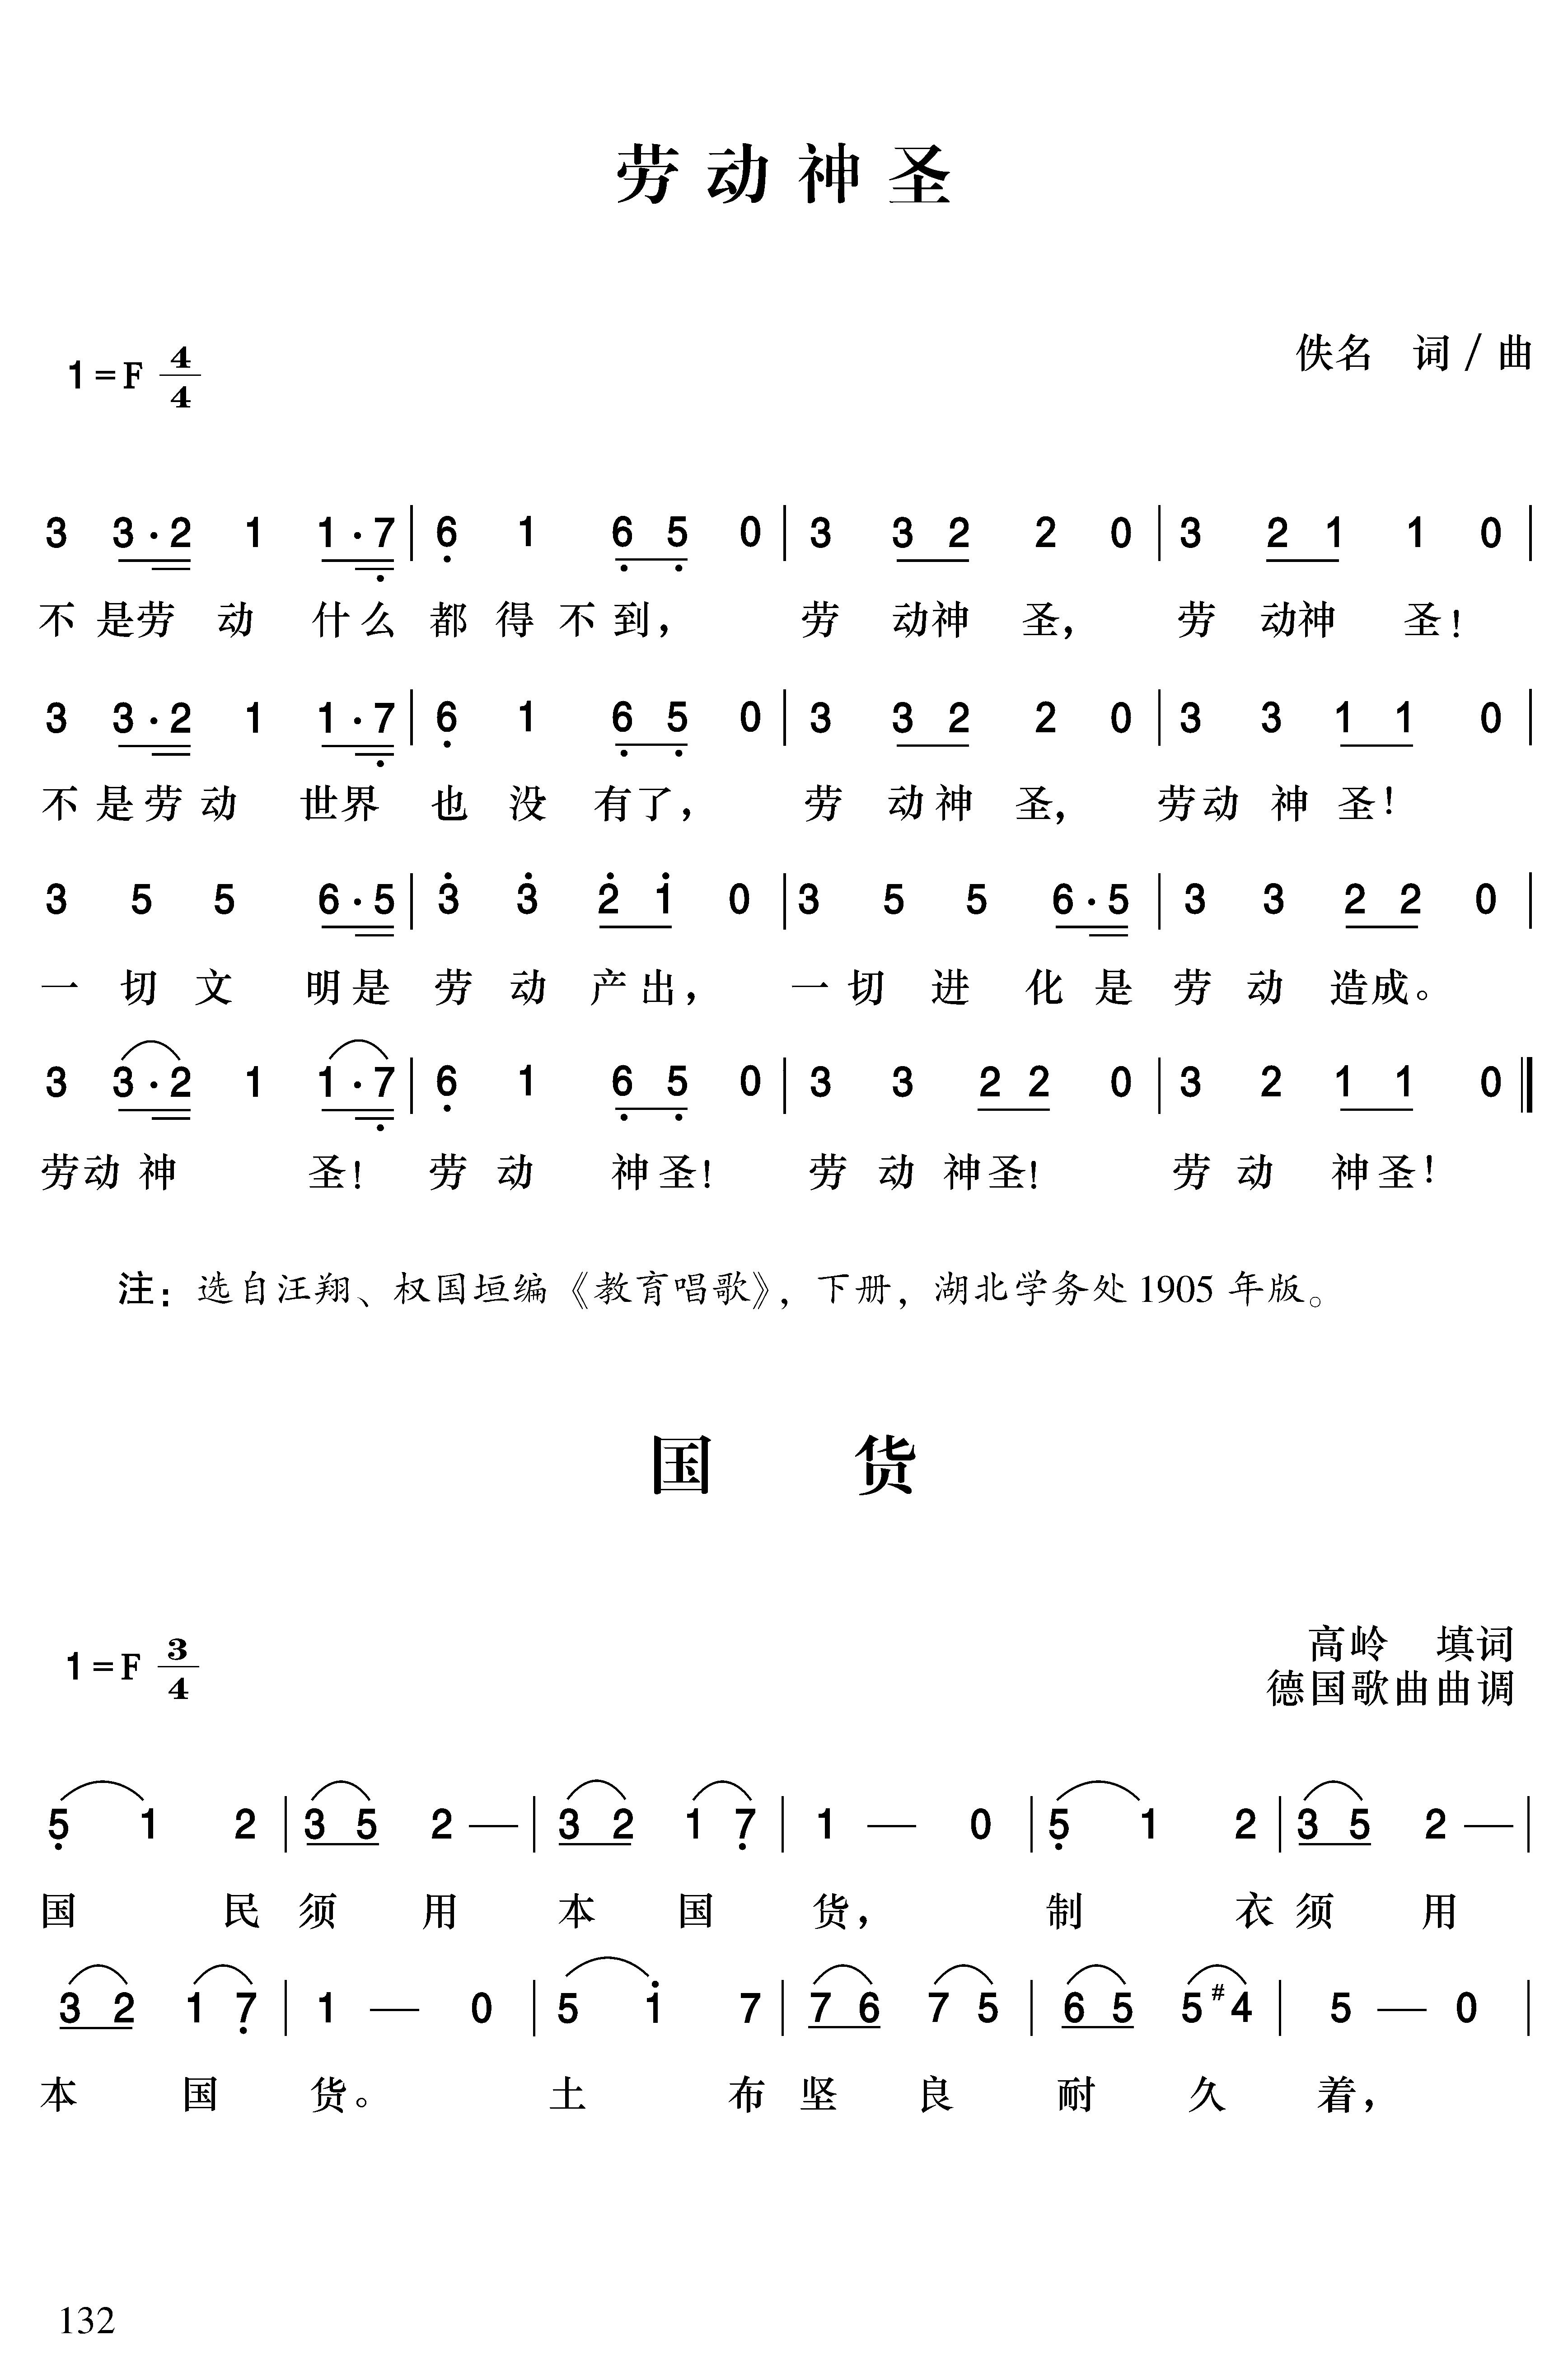 劳动神圣
佚名 词/曲
1=F 4/4
3 3·2 1 1·7 | 6 1 6 5 0 | 3 3 2 2 0 | 3 2 1 1 0 |
不是劳动什么都得不到，劳动神圣，劳动神圣！
3 3·2 1 1·7 | 6 1 6 5 0 | 3 3 2 2 0 | 3 3 1 1 0 |
不是劳动世界也没有了，劳动神圣，劳动神圣！
3 5 5 6·5 | 3 3 2 1 0 | 3 5 5 6·5 | 3 3 2 2 0 |
一切文明是劳动产出，一切进化是劳动造成。
3 3·2 1 1·7 | 6 1 6 5 0 | 3 3 2 2 0 | 3 2 1 1 0 ‖
劳动神圣！劳动神圣！劳动神圣！劳动神圣！
注：选自汪翔、权国垣编《教育唱歌》，下册，湖北学务处1905年版。
国货
1=F 3/4
高岭 填词
德国歌曲曲调
5 1 2 | 3 5 2 — | 3 2 1 7 | 1 — 0 | 5 1 2 | 3 5 2 — |
国民须用本国货，制衣须用
3 2 1 7 | 1 — 0 | 5 1 7 | 7 6 7 5 | 6 5 5 #4 | 5 — 0 |
本国货。土布坚良耐久着，
132